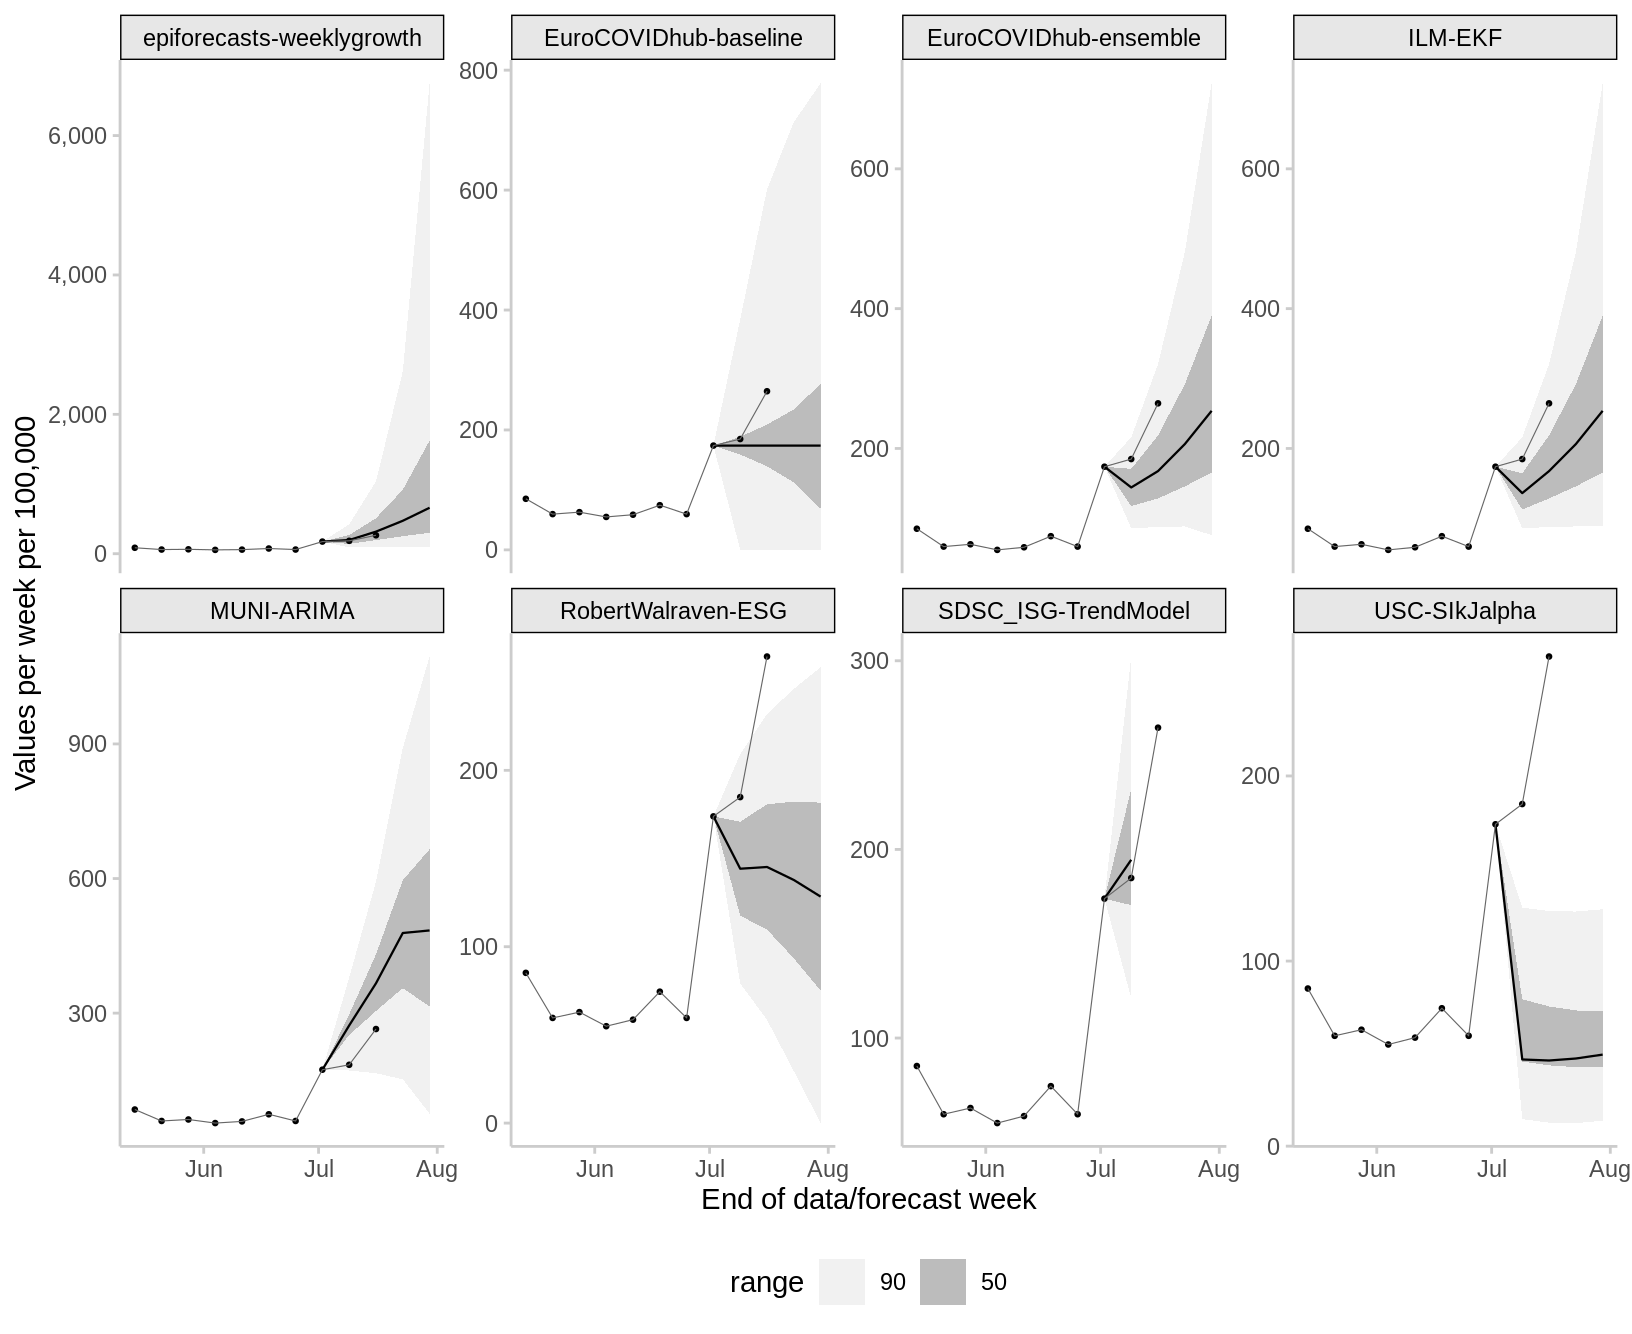 epiforecasts-weeklygrowth
EuroCOVIDhub-baseline
EuroCOVIDhub-ensemble
ILM-EKF
6,000
4,000
2,000
0
800
600
400
200
0
600
400
200
600
400
200
MUNI-ARIMA
RobertWalraven-ESG
SDSC_ISG-TrendModel
USC-SIkJalpha
900
600
300
200
100
0
300
200
100
200
100
0
Jun Jul Aug
Jun Jul Aug
Jun Jul Aug
Jun Jul Aug
Values per week per 100,000
End of data/forecast week
range 90 50